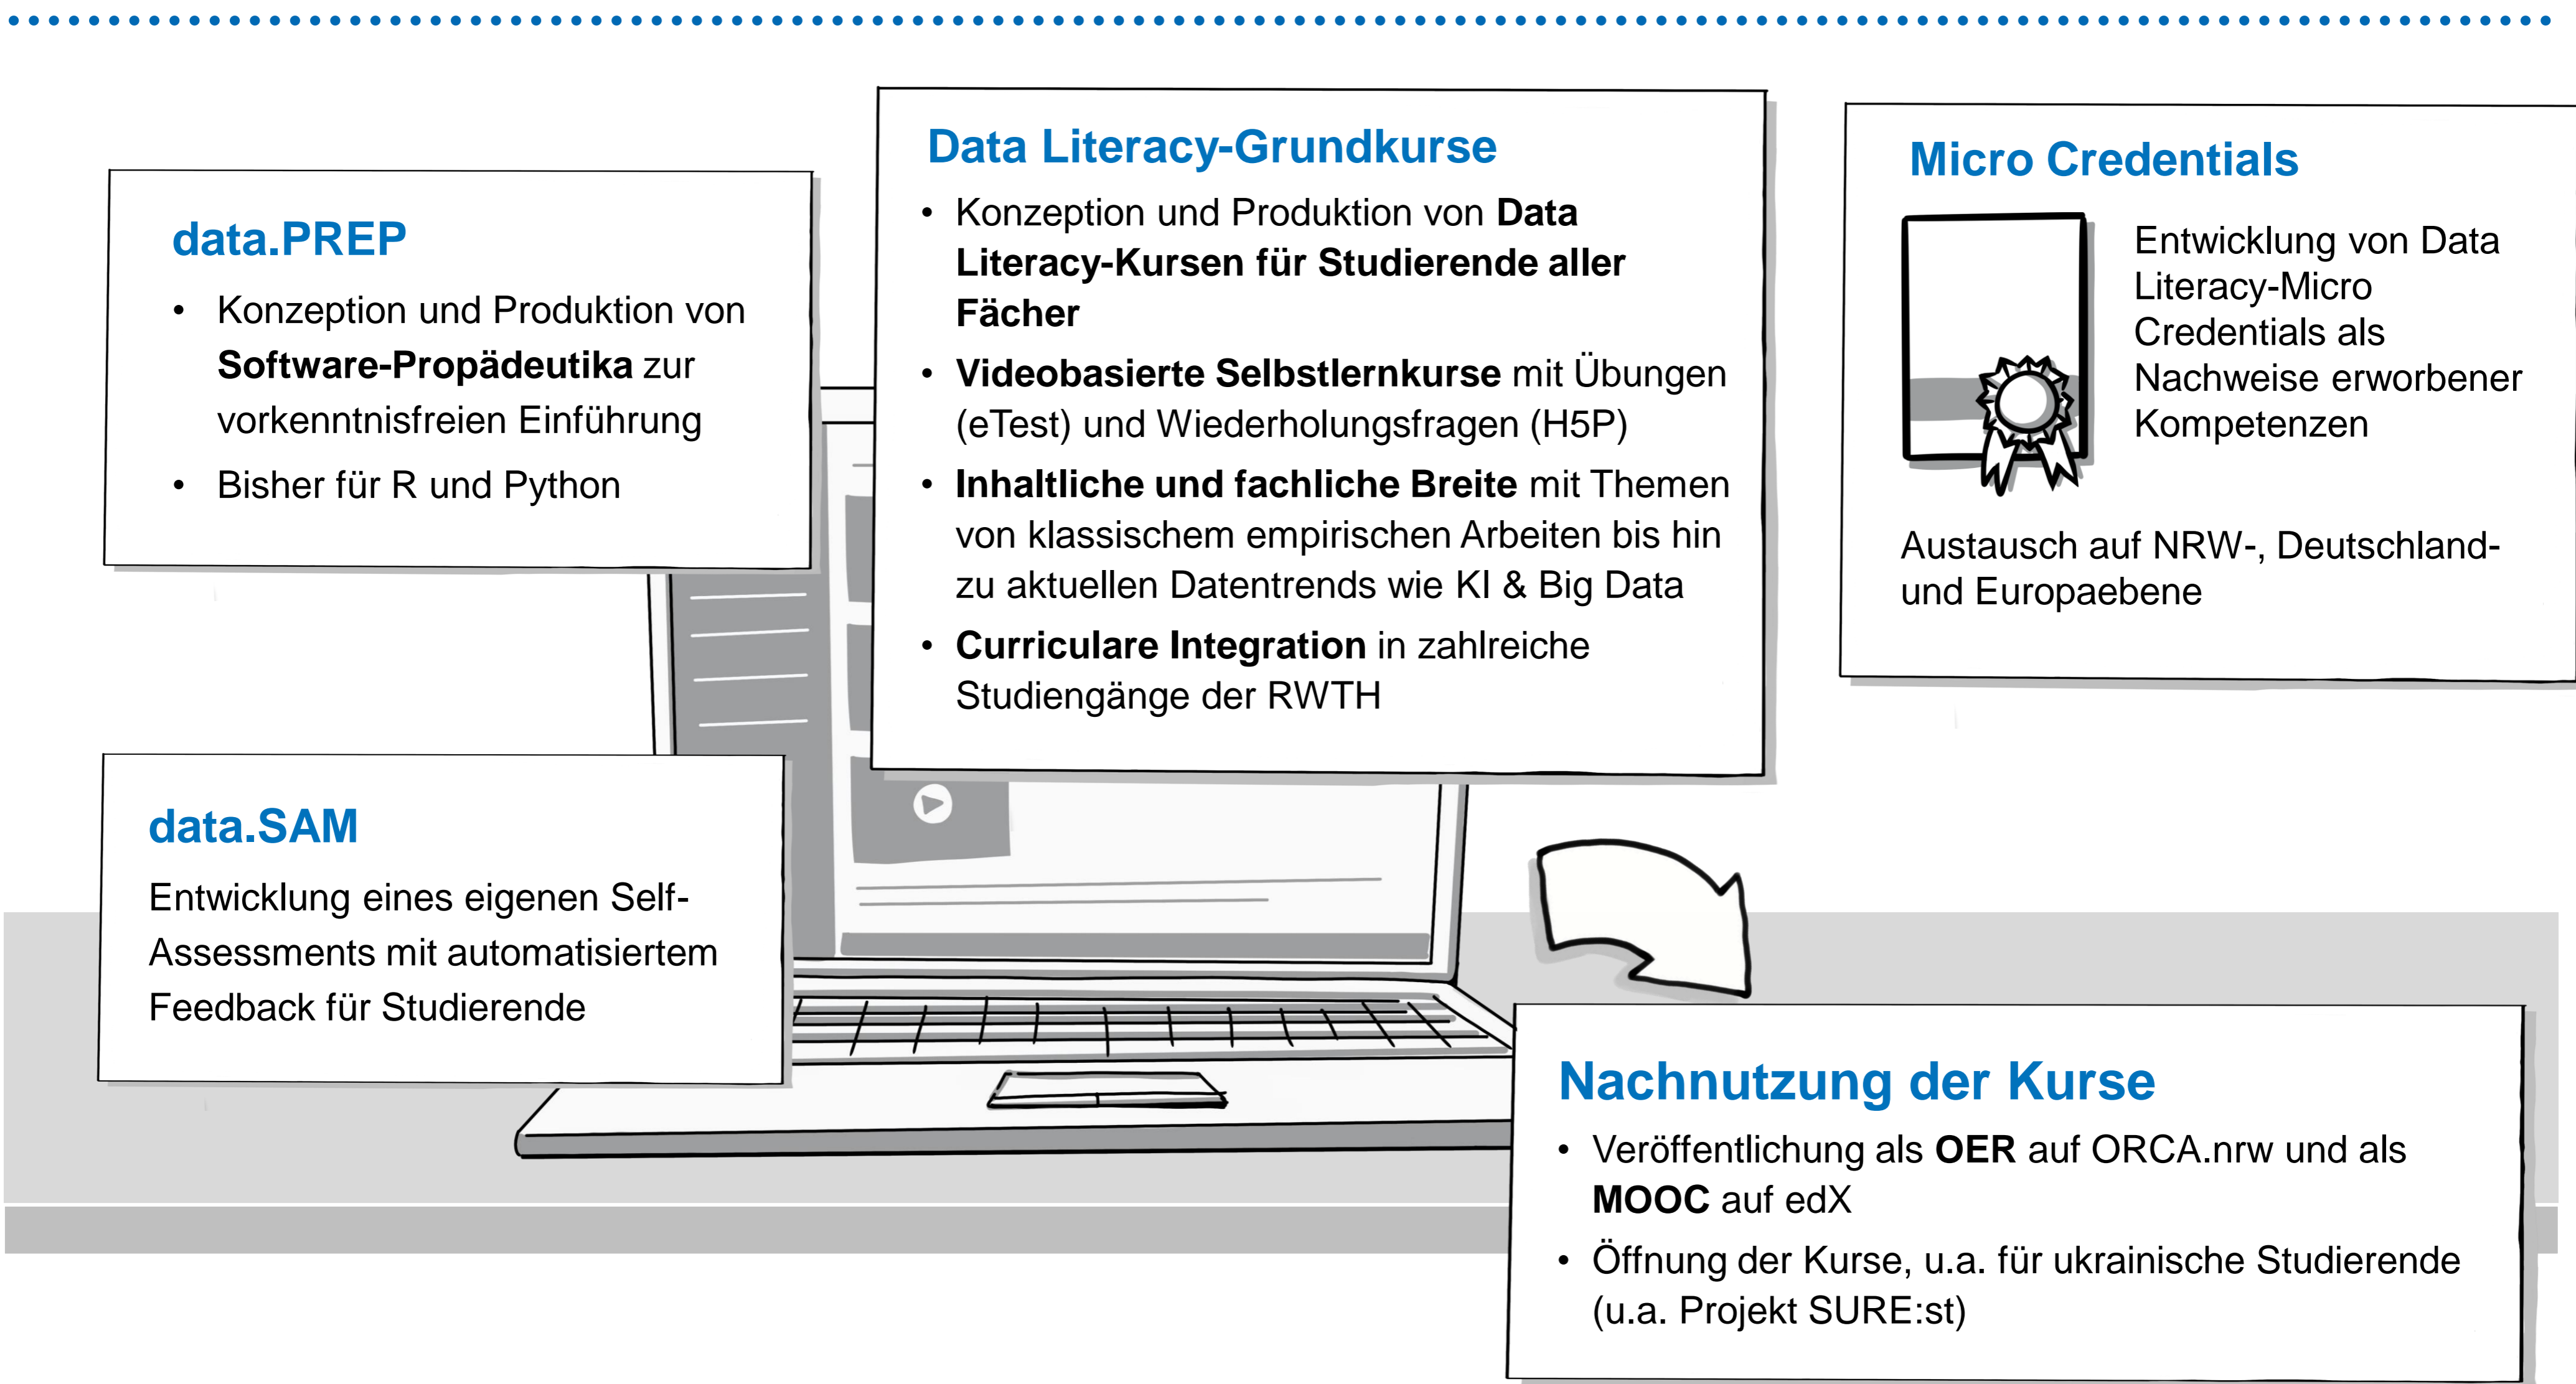 data.PREP
• Konzeption und Produktion von
Software-Propädeutika zur
vorkenntnisfreien Einführung
• Bisher für R und Python
data.SAM
Entwicklung eines eigenen Self-
Assessments mit automatisiertem
Feedback für Studierende
Data Literacy-Grundkurse
• Konzeption und Produktion von Data
Literacy-Kursen für Studierende aller
Fächer
• Videobasierte Selbstlernkurse mit Übungen
(eTest) und Wiederholungsfragen (H5P)
• Inhaltliche und fachliche Breite mit Themen
von klassischem empirischen Arbeiten bis hin
zu aktuellen Datentrends wie KI & Big Data
• Curriculare Integration in zahlreiche
Studiengänge der RWTH
Micro Credentials
Entwicklung von Data
Literacy-Micro
Credentials als
Nachweise erworbener
Kompetenzen
Austausch auf NRW-, Deutschland-
und Europaebene
Nachnutzung der Kurse
• Veröffentlichung als OER auf ORCA.nrw und als
MOOC auf edX
• Öffnung der Kurse, u.a. für ukrainische Studierende
(u.a. Projekt SURE:st)